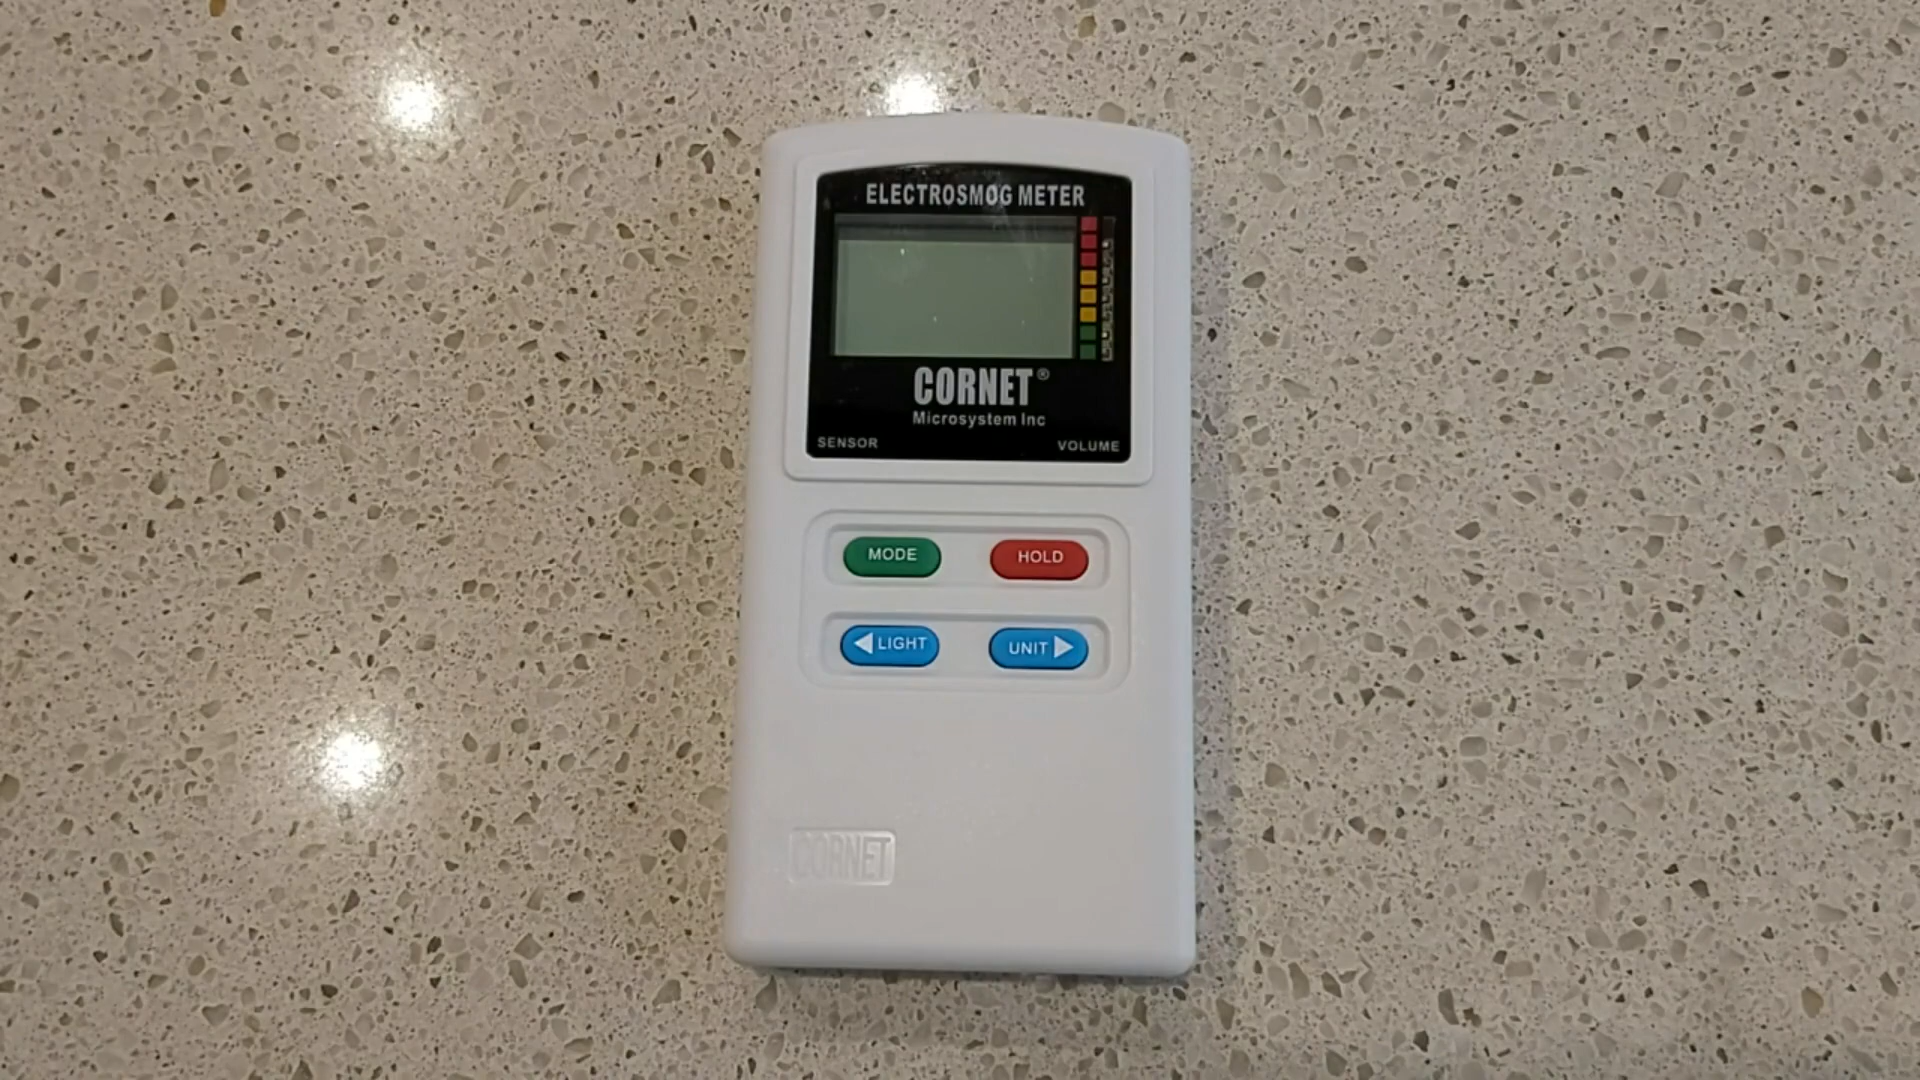 ELECTROSMOG METER
CORNET®
Microsystem Inc
SENSOR VOLUME
MODE HOLD
LIGHT UNIT
CORNET